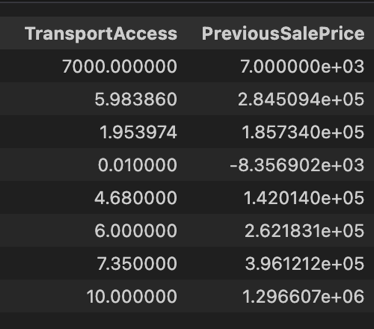 TransportAccess PreviousSalePrice
7000.000000 7.000000e+03
5.983860 2.845094e+05
1.953974 1.857340e+05
0.010000 -8.356902e+03
4.680000 1.420140e+05
6.000000 2.621831e+05
7.350000 3.961212e+05
10.000000 1.296607e+06